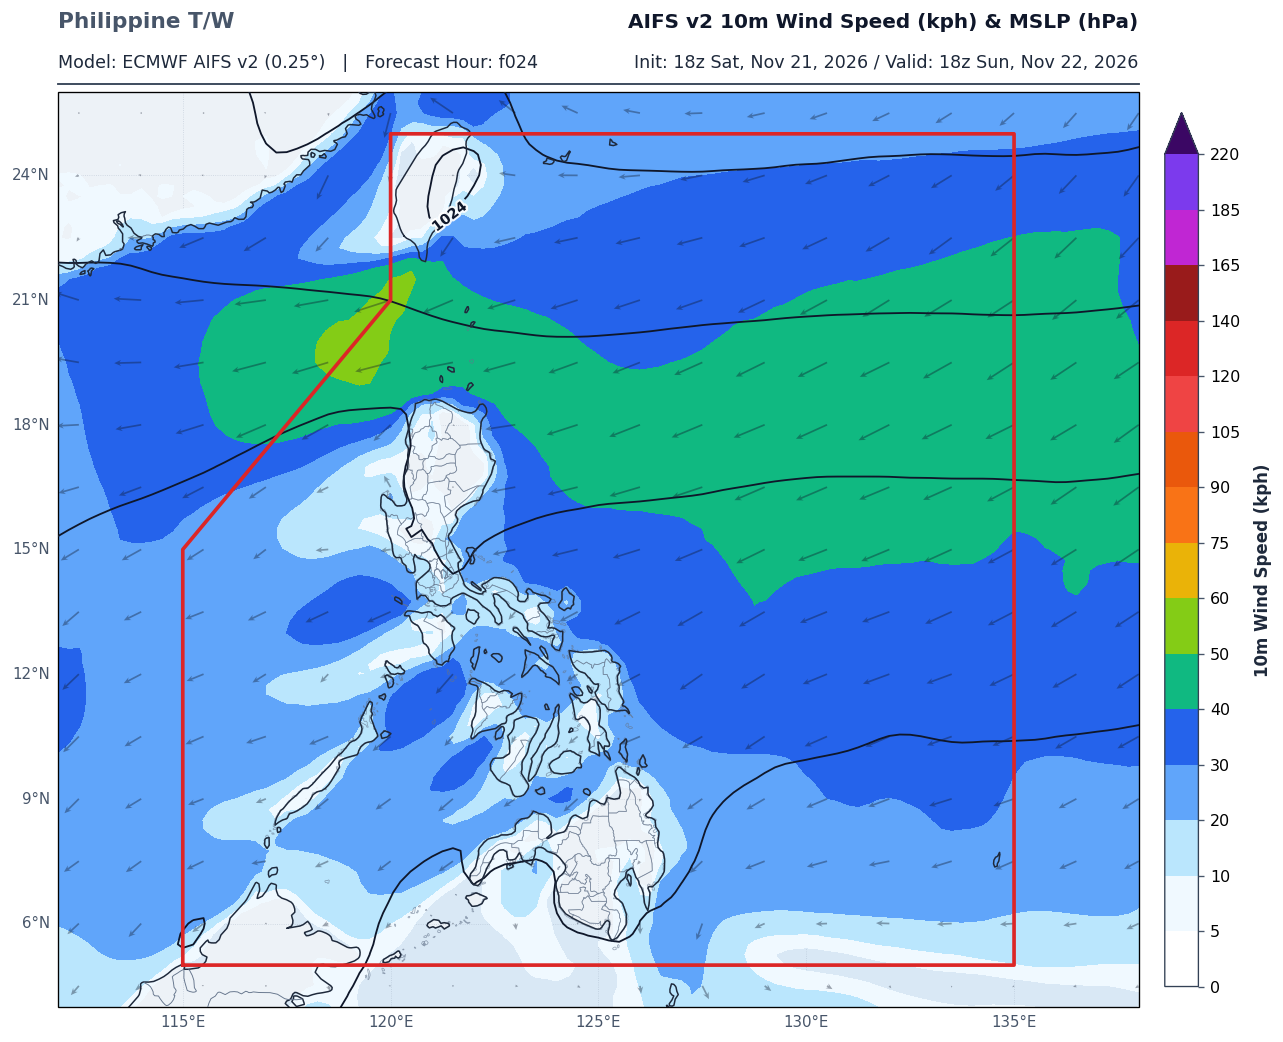 Philippine T/W
AIFS v2 10m Wind Speed (kph) & MSLP (hPa)
Model: ECMWF AIFS v2 (0.25°)   |   Forecast Hour: f024
Init: 18z Sat, Nov 21, 2026 / Valid: 18z Sun, Nov 22, 2026
24°N
21°N
18°N
15°N
12°N
9°N
6°N
115°E
120°E
125°E
130°E
135°E
1024
220
185
165
140
120
105
90
75
60
50
40
30
20
10
5
0
10m Wind Speed (kph)